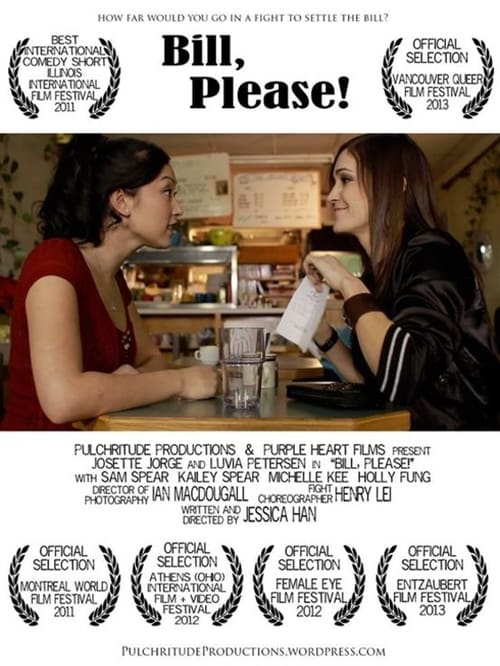 HOW FAR WOULD YOU GO IN A FIGHT TO SETTLE THE BILL?
BEST
INTERNATIONAL
COMEDY SHORT
ILLINOIS
INTERNATIONAL
FILM FESTIVAL
2011
Bill,
Please!
OFFICIAL
SELECTION
VANCOUVER QUEER
FILM FESTIVAL
2013
PULCHRITUDE PRODUCTIONS & PURPLE HEART FILMS PRESENT
JOSETTE JORGE AND LUVIA PETERSEN IN "BILL, PLEASE!"
WITH SAM SPEAR KAILEY SPEAR MICHELLE KEE HOLLY FUNG
DIRECTOR OF PHOTOGRAPHY IAN MACDOUGALL FIGHT CHOREOGRAPHER HENRY LEI
WRITTEN AND DIRECTED BY JESSICA HAN
OFFICIAL
SELECTION
MONTREAL WORLD
FILM FESTIVAL
2011
OFFICIAL
SELECTION
ATHENS (OHIO)
INTERNATIONAL
FILM + VIDEO
FESTIVAL
2012
OFFICIAL
SELECTION
FEMALE EYE
FILM FESTIVAL
2012
OFFICIAL
SELECTION
ENTZAUBERT
FILM FESTIVAL
2013
PULCHRITUDEPRODUCTIONS.WORDPRESS.COM